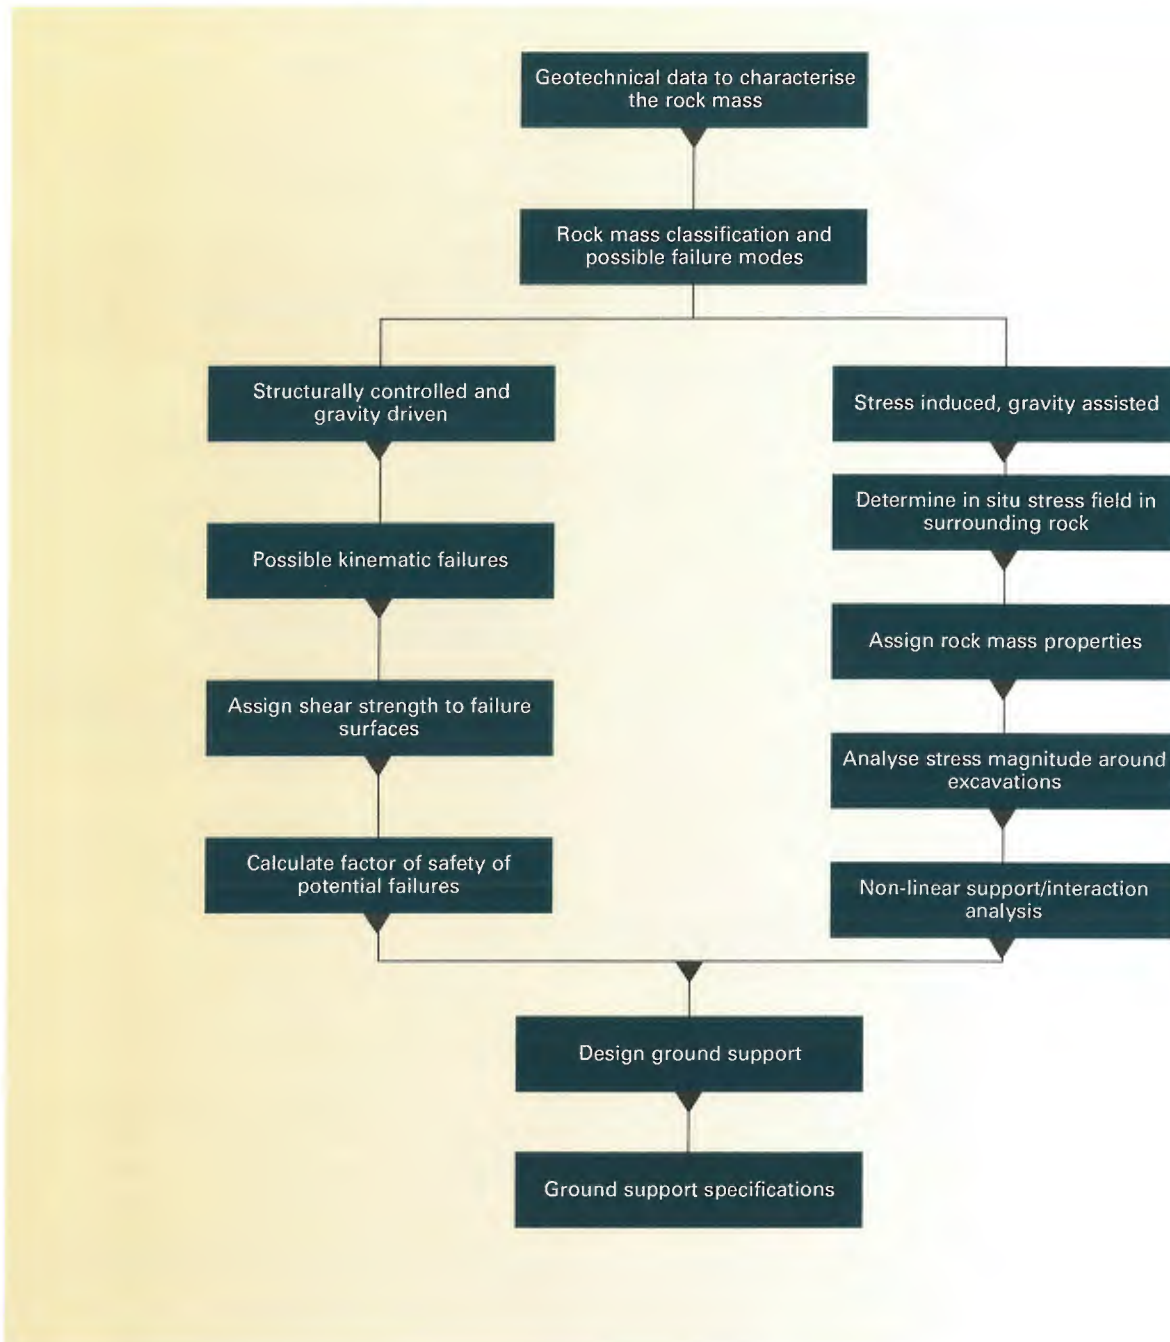 Geotechnical data to characterise
the rock mass
Rock mass classification and
possible failure modes
Structurally controlled and
gravity driven
Possible kinematic failures
Assign shear strength to failure
surfaces
Calculate factor of safety of
potential failures
Stress induced, gravity assisted
Determine in situ stress field in
surrounding rock
Assign rock mass properties
Analyse stress magnitude around
excavations
Non-linear support/interaction
analysis
Design ground support
Ground support specifications